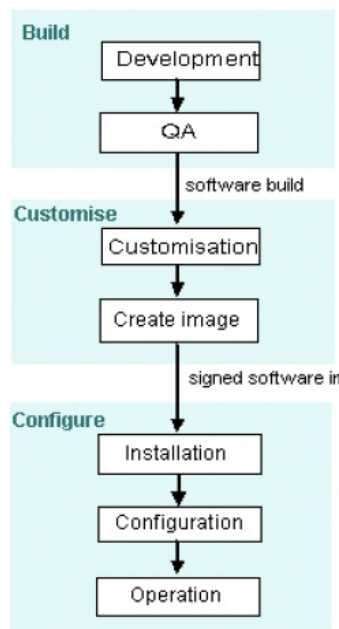 Build
Development
QA
software build
Customise
Customisation
Create image
signed software
Configure
Installation
Configuration
Operation